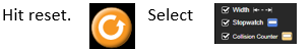 Hit reset. Select
Width
Stopwatch
Collision Counter